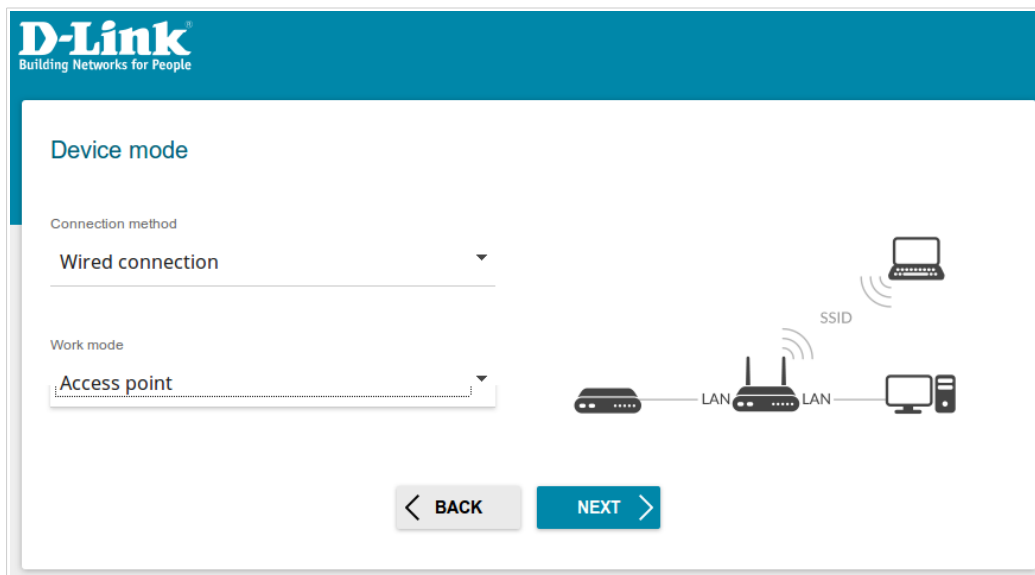 D-Link®
Building Networks for People
Device mode
Connection method
Wired connection
Work mode
Access point
SSID
LAN
LAN
BACK
NEXT